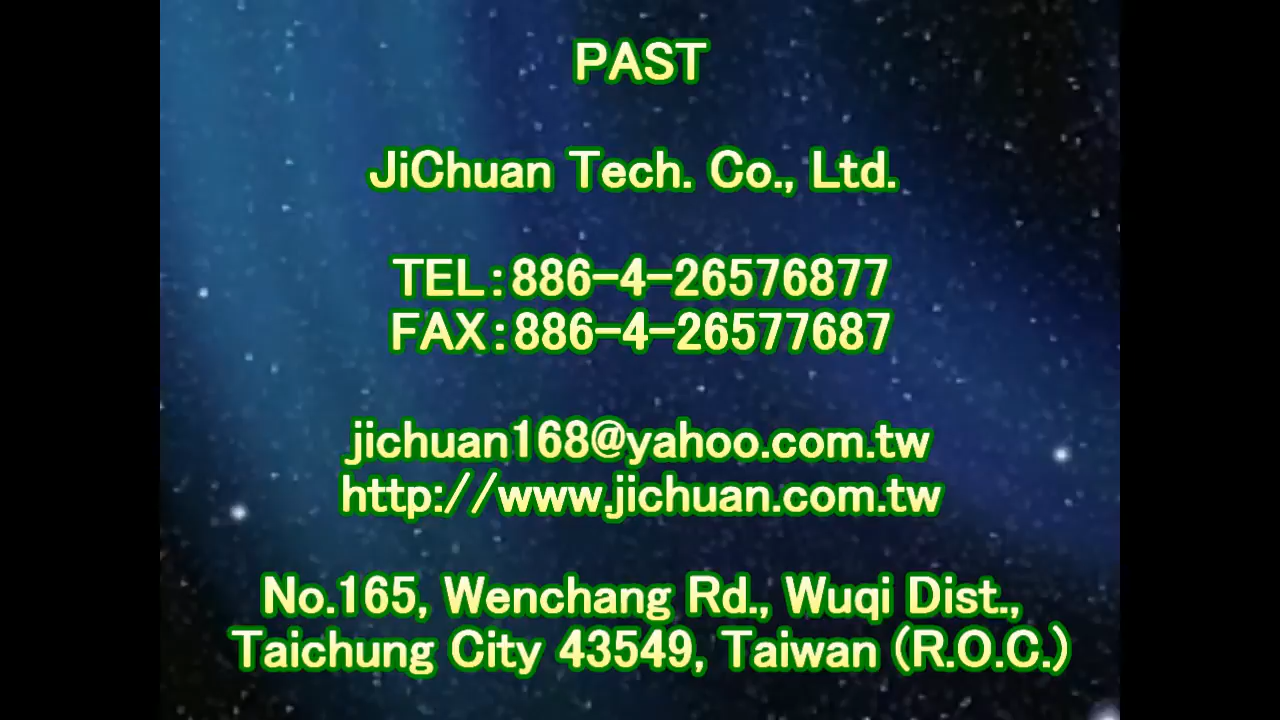 PAST
JiChuan Tech. Co., Ltd.
TEL:886-4-26576877
FAX:886-4-26577687
jichuan168@yahoo.com.tw
http://www.jichuan.com.tw
No.165, Wenchang Rd., Wuqi Dist.,
Taichung City 43549, Taiwan (R.O.C.)